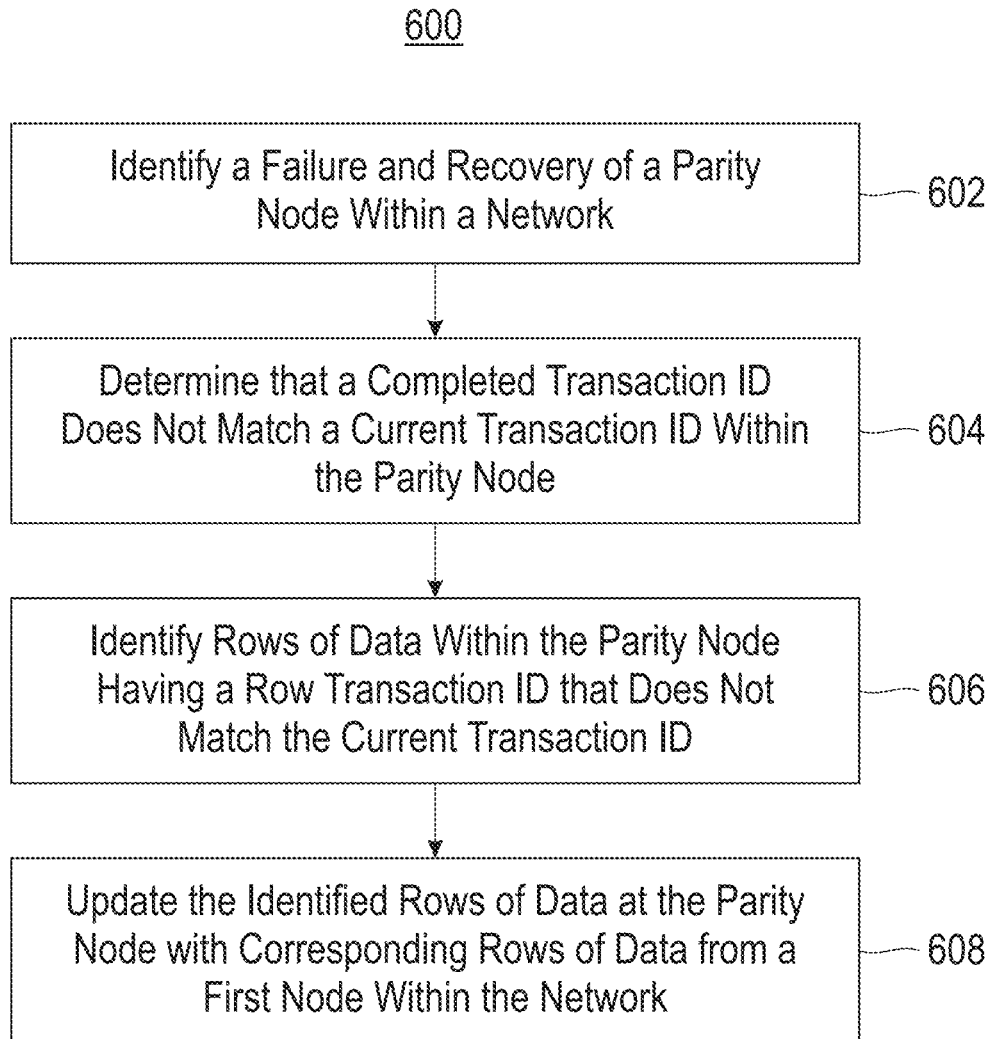 600
Identify a Failure and Recovery of a Parity
Node Within a Network
602
Determine that a Completed Transaction ID
Does Not Match a Current Transaction ID Within
the Parity Node
604
Identify Rows of Data Within the Parity Node
Having a Row Transaction ID that Does Not
Match the Current Transaction ID
606
Update the Identified Rows of Data at the Parity
Node with Corresponding Rows of Data from a
First Node Within the Network
608